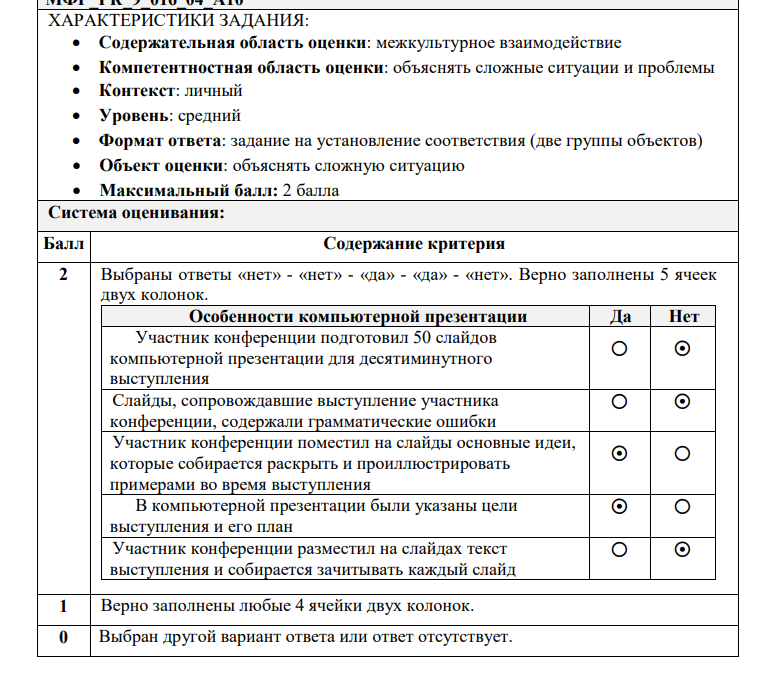 МФГ_ГК_9_016_04_А10
ХАРАКТЕРИСТИКИ ЗАДАНИЯ:
• Содержательная область оценки: межкультурное взаимодействие
• Компетентностная область оценки: объяснять сложные ситуации и проблемы
• Контекст: личный
• Уровень: средний
• Формат ответа: задание на установление соответствия (две группы объектов)
• Объект оценки: объяснять сложную ситуацию
• Максимальный балл: 2 балла
Система оценивания:
Балл Содержание критерия
2 Выбраны ответы «нет» - «нет» - «да» - «да» - «нет». Верно заполнены 5 ячеек
двух колонок.
Особенности компьютерной презентации Да Нет
Участник конференции подготовил 50 слайдов
компьютерной презентации для десятиминутного
выступления
Слайды, сопровождавшие выступление участника
конференции, содержали грамматические ошибки
Участник конференции поместил на слайды основные идеи,
которые собирается раскрыть и проиллюстрировать
примерами во время выступления
В компьютерной презентации были указаны цели
выступления и его план
Участник конференции разместил на слайдах текст
выступления и собирается зачитывать каждый слайд
1 Верно заполнены любые 4 ячейки двух колонок.
0 Выбран другой вариант ответа или ответ отсутствует.